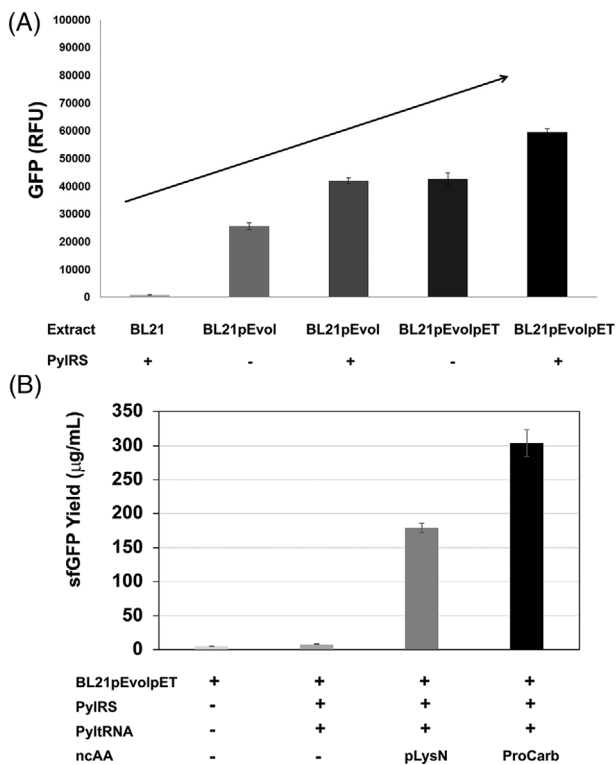 (A)
100000
90000
80000
70000
60000
50000
40000
30000
20000
10000
0
GFP (RFU)
Extract BL21 BL21pEvol BL21pEvol BL21pEvolpET BL21pEvolpET
PylRS + - + - +
(B)
350
300
250
200
150
100
50
0
sfGFP Yield (μg/mL)
BL21pEvolpET + + + +
PylRS - + + +
PyltRNA - + + +
ncAA - - pLysN ProCarb